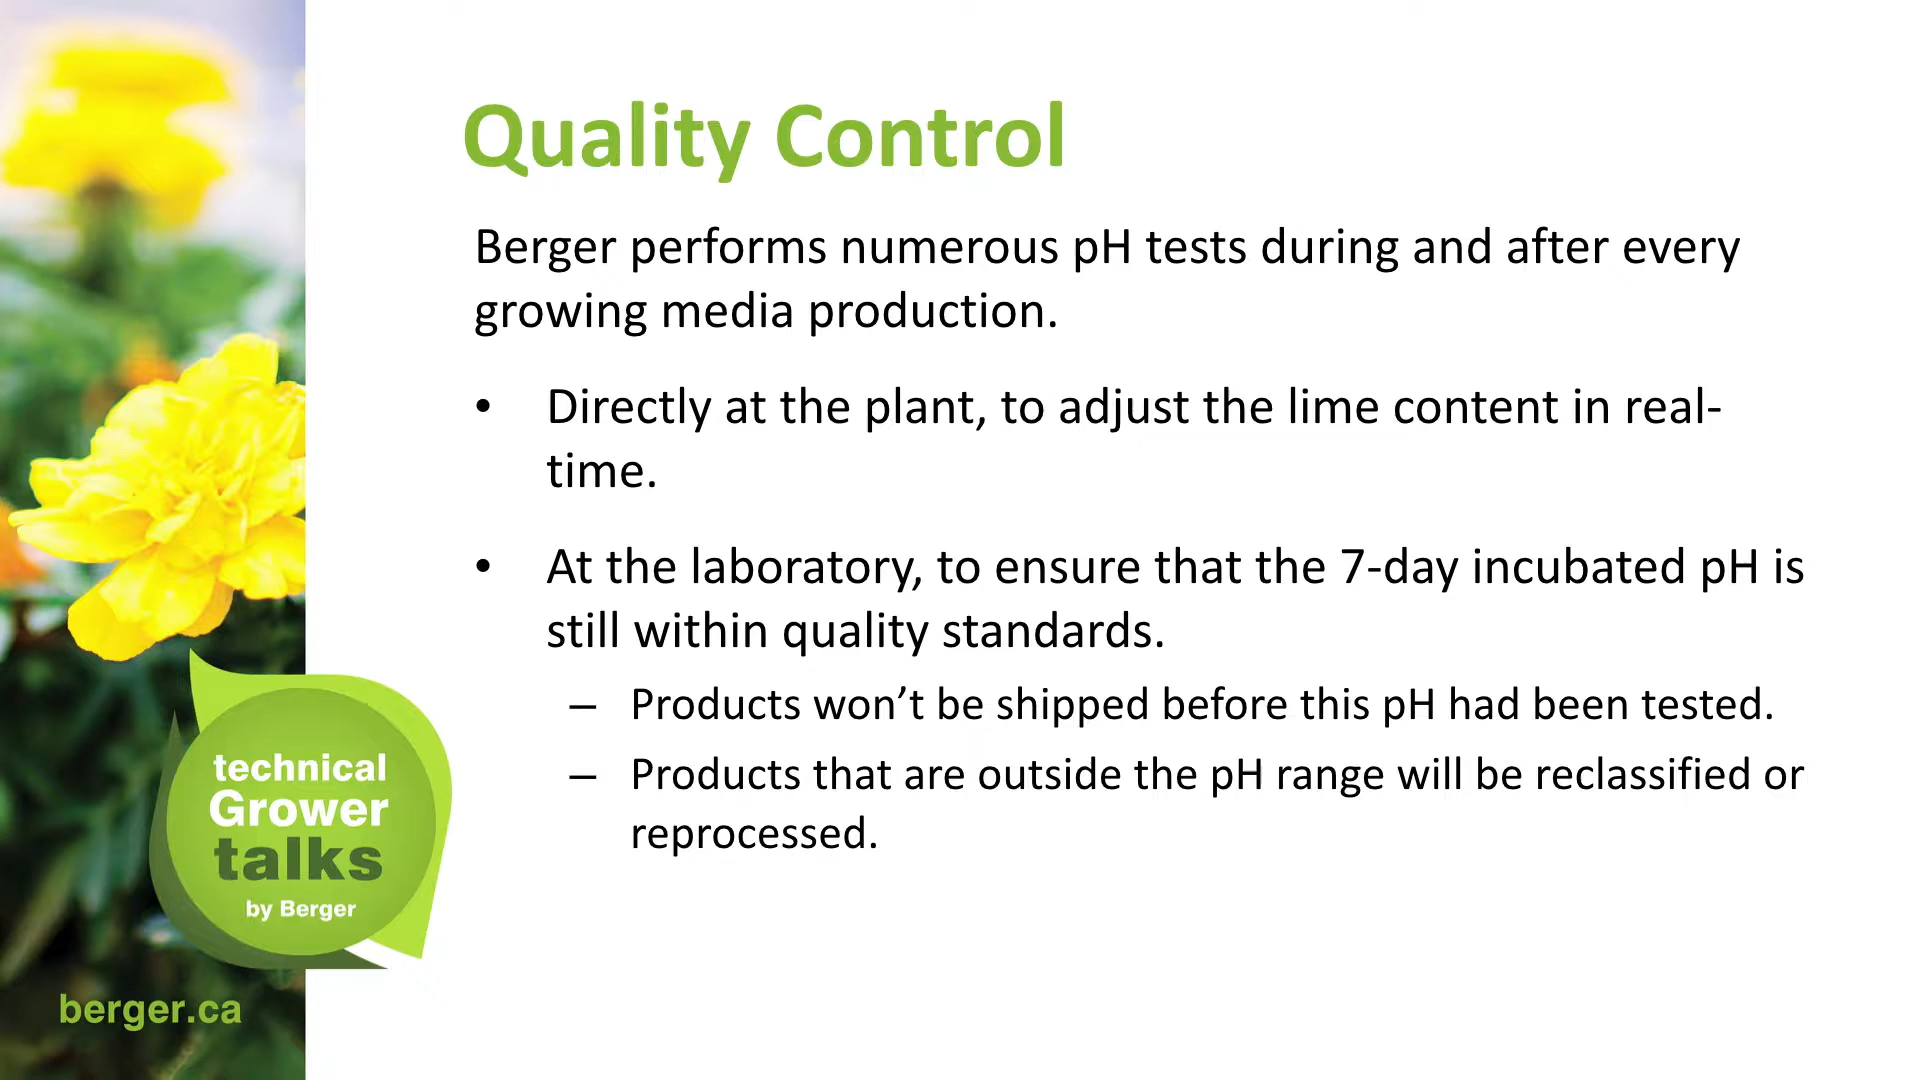 Quality Control
Berger performs numerous pH tests during and after every
growing media production.
• Directly at the plant, to adjust the lime content in real-
time.
• At the laboratory, to ensure that the 7-day incubated pH is
still within quality standards.
– Products won’t be shipped before this pH had been tested.
– Products that are outside the pH range will be reclassified or
reprocessed.
technical
Grower
talks
by Berger
berger.ca